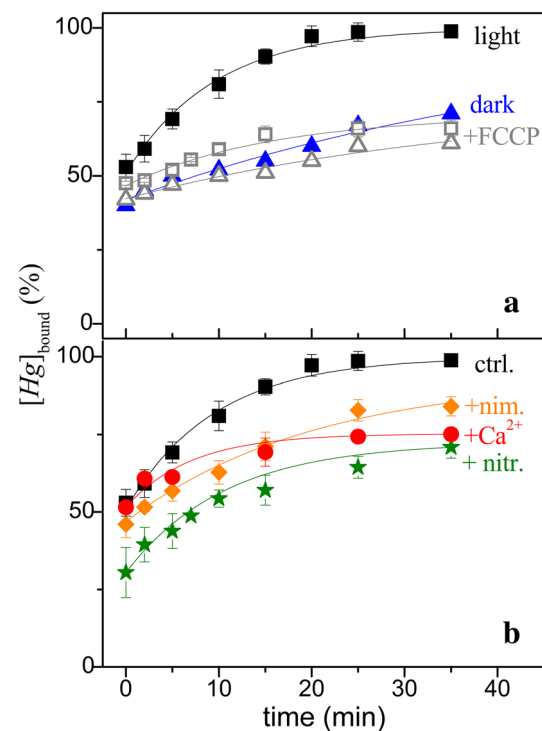 100
light
dark
+FCCP
50
0
a
[Hg]bound (%)
100
ctrl.
+nim.
+Ca²⁺
+ nitr.
50
0
b
0 10 20 30 40
time (min)